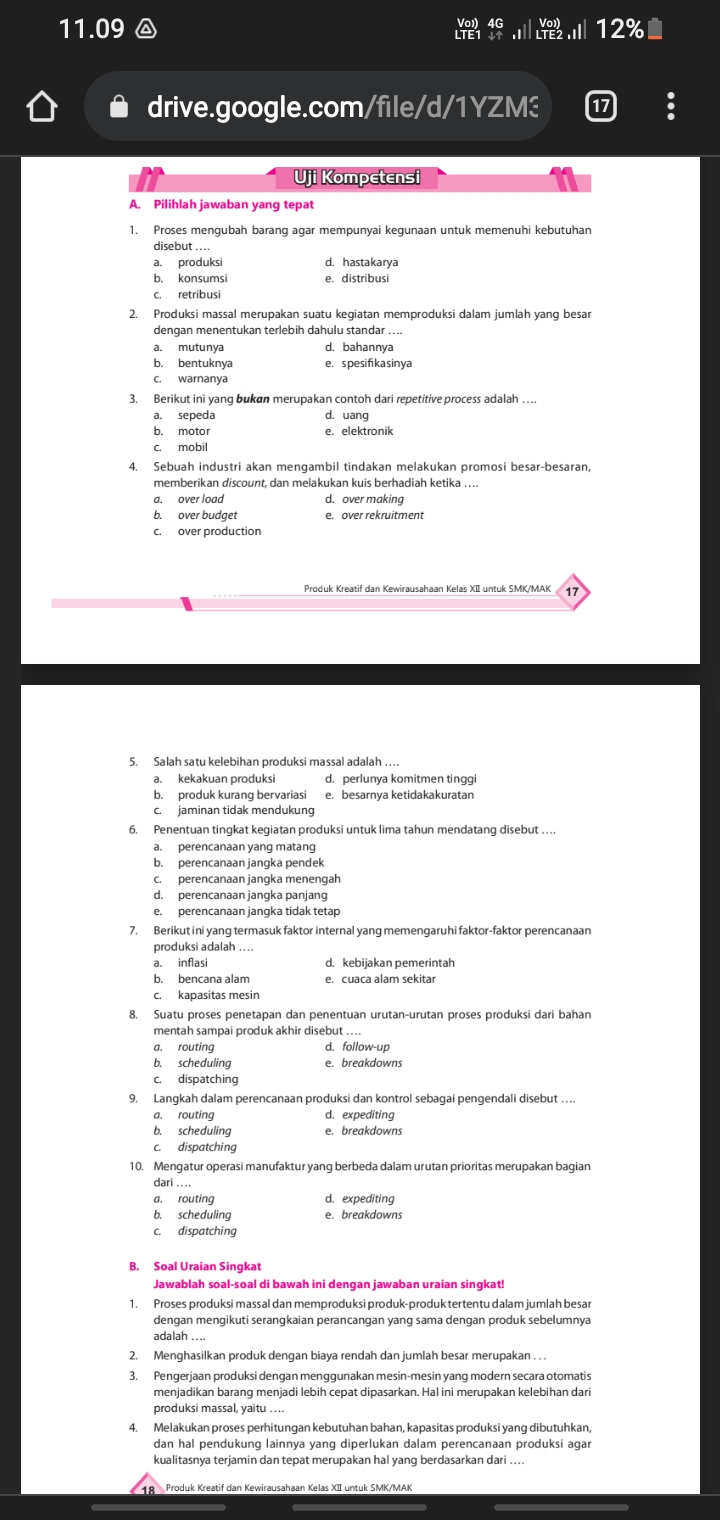 11.09
Vo)) 4G
LTE1
Vo))
LTE2
12%
drive.google.com/file/d/1YZM3
17
Uji Kompetensi
A. Pilihlah jawaban yang tepat
1. Proses mengubah barang agar mempunyai kegunaan untuk memenuhi kebutuhan
disebut ....
a. produksi d. hastakarya
b. konsumsi e. distribusi
c. retribusi
2. Produksi massal merupakan suatu kegiatan memproduksi dalam jumlah yang besar
dengan menentukan terlebih dahulu standar ....
a. mutunya d. bahannya
b. bentuknya e. spesifikasinya
c. warnanya
3. Berikut ini yang bukan merupakan contoh dari repetitive process adalah ....
a. sepeda d. uang
b. motor e. elektronik
c. mobil
4. Sebuah industri akan mengambil tindakan melakukan promosi besar-besaran,
memberikan discount, dan melakukan kuis berhadiah ketika ....
a. over load d. over making
b. over budget e. over rekruitment
c. over production
Produk Kreatif dan Kewirausahaan Kelas XII untuk SMK/MAK 17
5. Salah satu kelebihan produksi massal adalah ....
a. kekakuan produksi d. perlunya komitmen tinggi
b. produk kurang bervariasi e. besarnya ketidakakuratan
c. jaminan tidak mendukung
6. Penentuan tingkat kegiatan produksi untuk lima tahun mendatang disebut ....
a. perencanaan yang matang
b. perencanaan jangka pendek
c. perencanaan jangka menengah
d. perencanaan jangka panjang
e. perencanaan jangka tidak tetap
7. Berikut ini yang termasuk faktor internal yang memengaruhi faktor-faktor perencanaan
produksi adalah ....
a. inflasi d. kebijakan pemerintah
b. bencana alam e. cuaca alam sekitar
c. kapasitas mesin
8. Suatu proses penetapan dan penentuan urutan-urutan proses produksi dari bahan
mentah sampai produk akhir disebut ....
a. routing d. follow-up
b. scheduling e. breakdowns
c. dispatching
9. Langkah dalam perencanaan produksi dan kontrol sebagai pengendali disebut ....
a. routing d. expediting
b. scheduling e. breakdowns
c. dispatching
10. Mengatur operasi manufaktur yang berbeda dalam urutan prioritas merupakan bagian
dari ....
a. routing d. expediting
b. scheduling e. breakdowns
c. dispatching
B. Soal Uraian Singkat
Jawablah soal-soal di bawah ini dengan jawaban uraian singkat!
1. Proses produksi massal dan memproduksi produk-produk tertentu dalam jumlah besar
dengan mengikuti serangkaian perancangan yang sama dengan produk sebelumnya
adalah ....
2. Menghasilkan produk dengan biaya rendah dan jumlah besar merupakan ...
3. Pengerjaan produksi dengan menggunakan mesin-mesin yang modern secara otomatis
menjadikan barang menjadi lebih cepat dipasarkan. Hal ini merupakan kelebihan dari
produksi massal, yaitu ....
4. Melakukan proses perhitungan kebutuhan bahan, kapasitas produksi yang dibutuhkan,
dan hal pendukung lainnya yang diperlukan dalam perencanaan produksi agar
kualitasnya terjamin dan tepat merupakan hal yang berdasarkan dari ....
18 Produk Kreatif dan Kewirausahaan Kelas XII untuk SMK/MAK